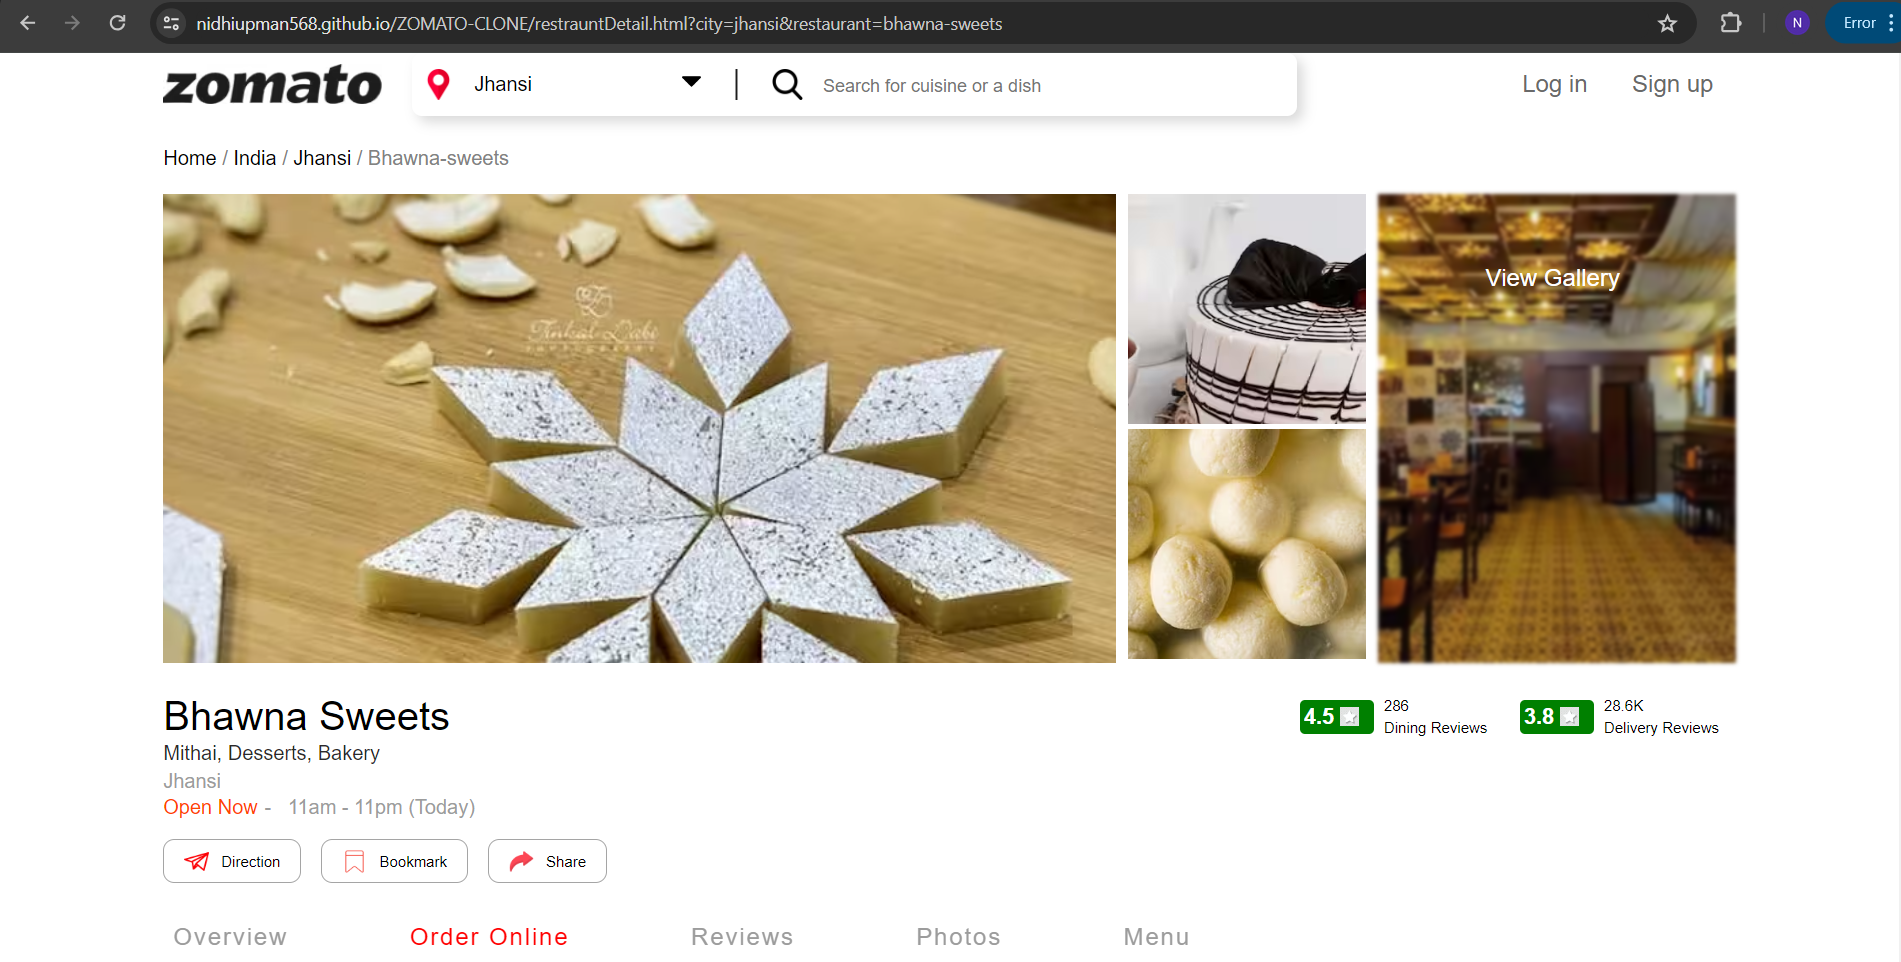 nidhiupman568.github.io/ZOMATO-CLONE/restrauntDetail.html?city=jhansi&restaurant=bhawna-sweets
N
Error
zomato
Jhansi
Search for cuisine or a dish
Log in
Sign up
Home / India / Jhansi / Bhawna-sweets
View Gallery
Bhawna Sweets
Mithai, Desserts, Bakery
Jhansi
Open Now - 11am - 11pm (Today)
4.5
286
Dining Reviews
3.8
28.6K
Delivery Reviews
Direction
Bookmark
Share
Overview
Order Online
Reviews
Photos
Menu